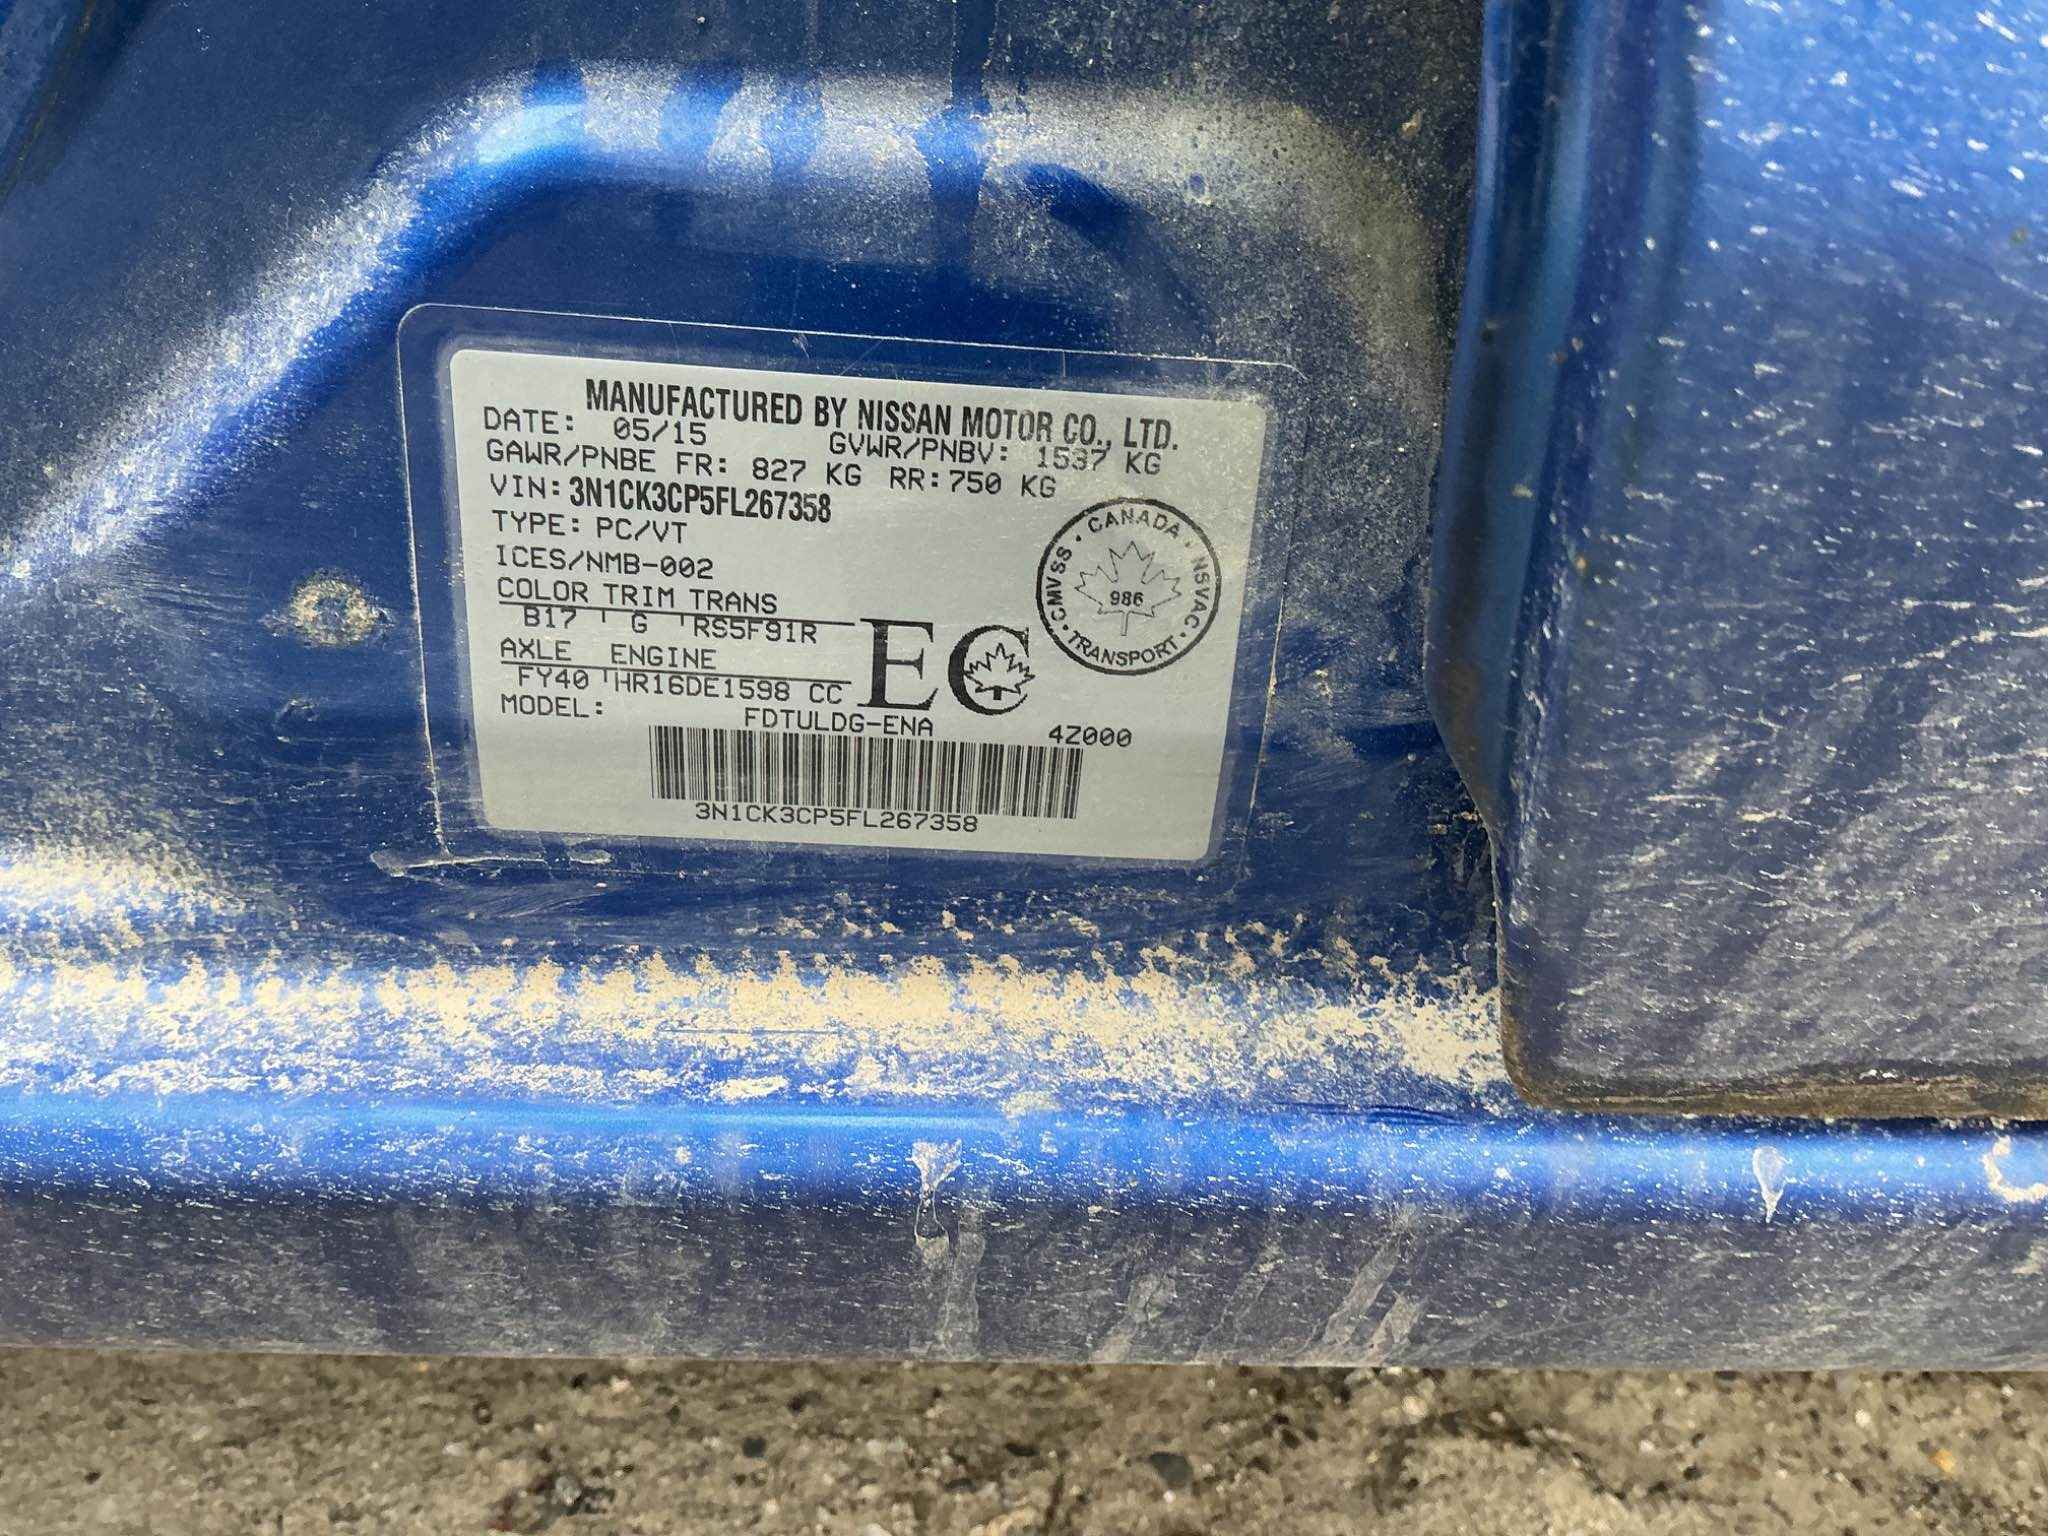 MANUFACTURED BY NISSAN MOTOR CO., LTD.
DATE: 05/15 GVWR/PNBV: 1537 KG
GAWR/PNBE FR: 827 KG RR: 750 KG
VIN: 3N1CK3CP5FL267358
TYPE: PC/VT
ICES/NMB-002
COLOR TRIM TRANS
B17 G RS5F91R
AXLE ENGINE
FY40 HR16DE1598 CC
MODEL: FDTULDG-ENA 4Z000
EC
CMVSS · CANADA · NSVAC · TRANSPORT ·
986
3N1CK3CP5FL267358